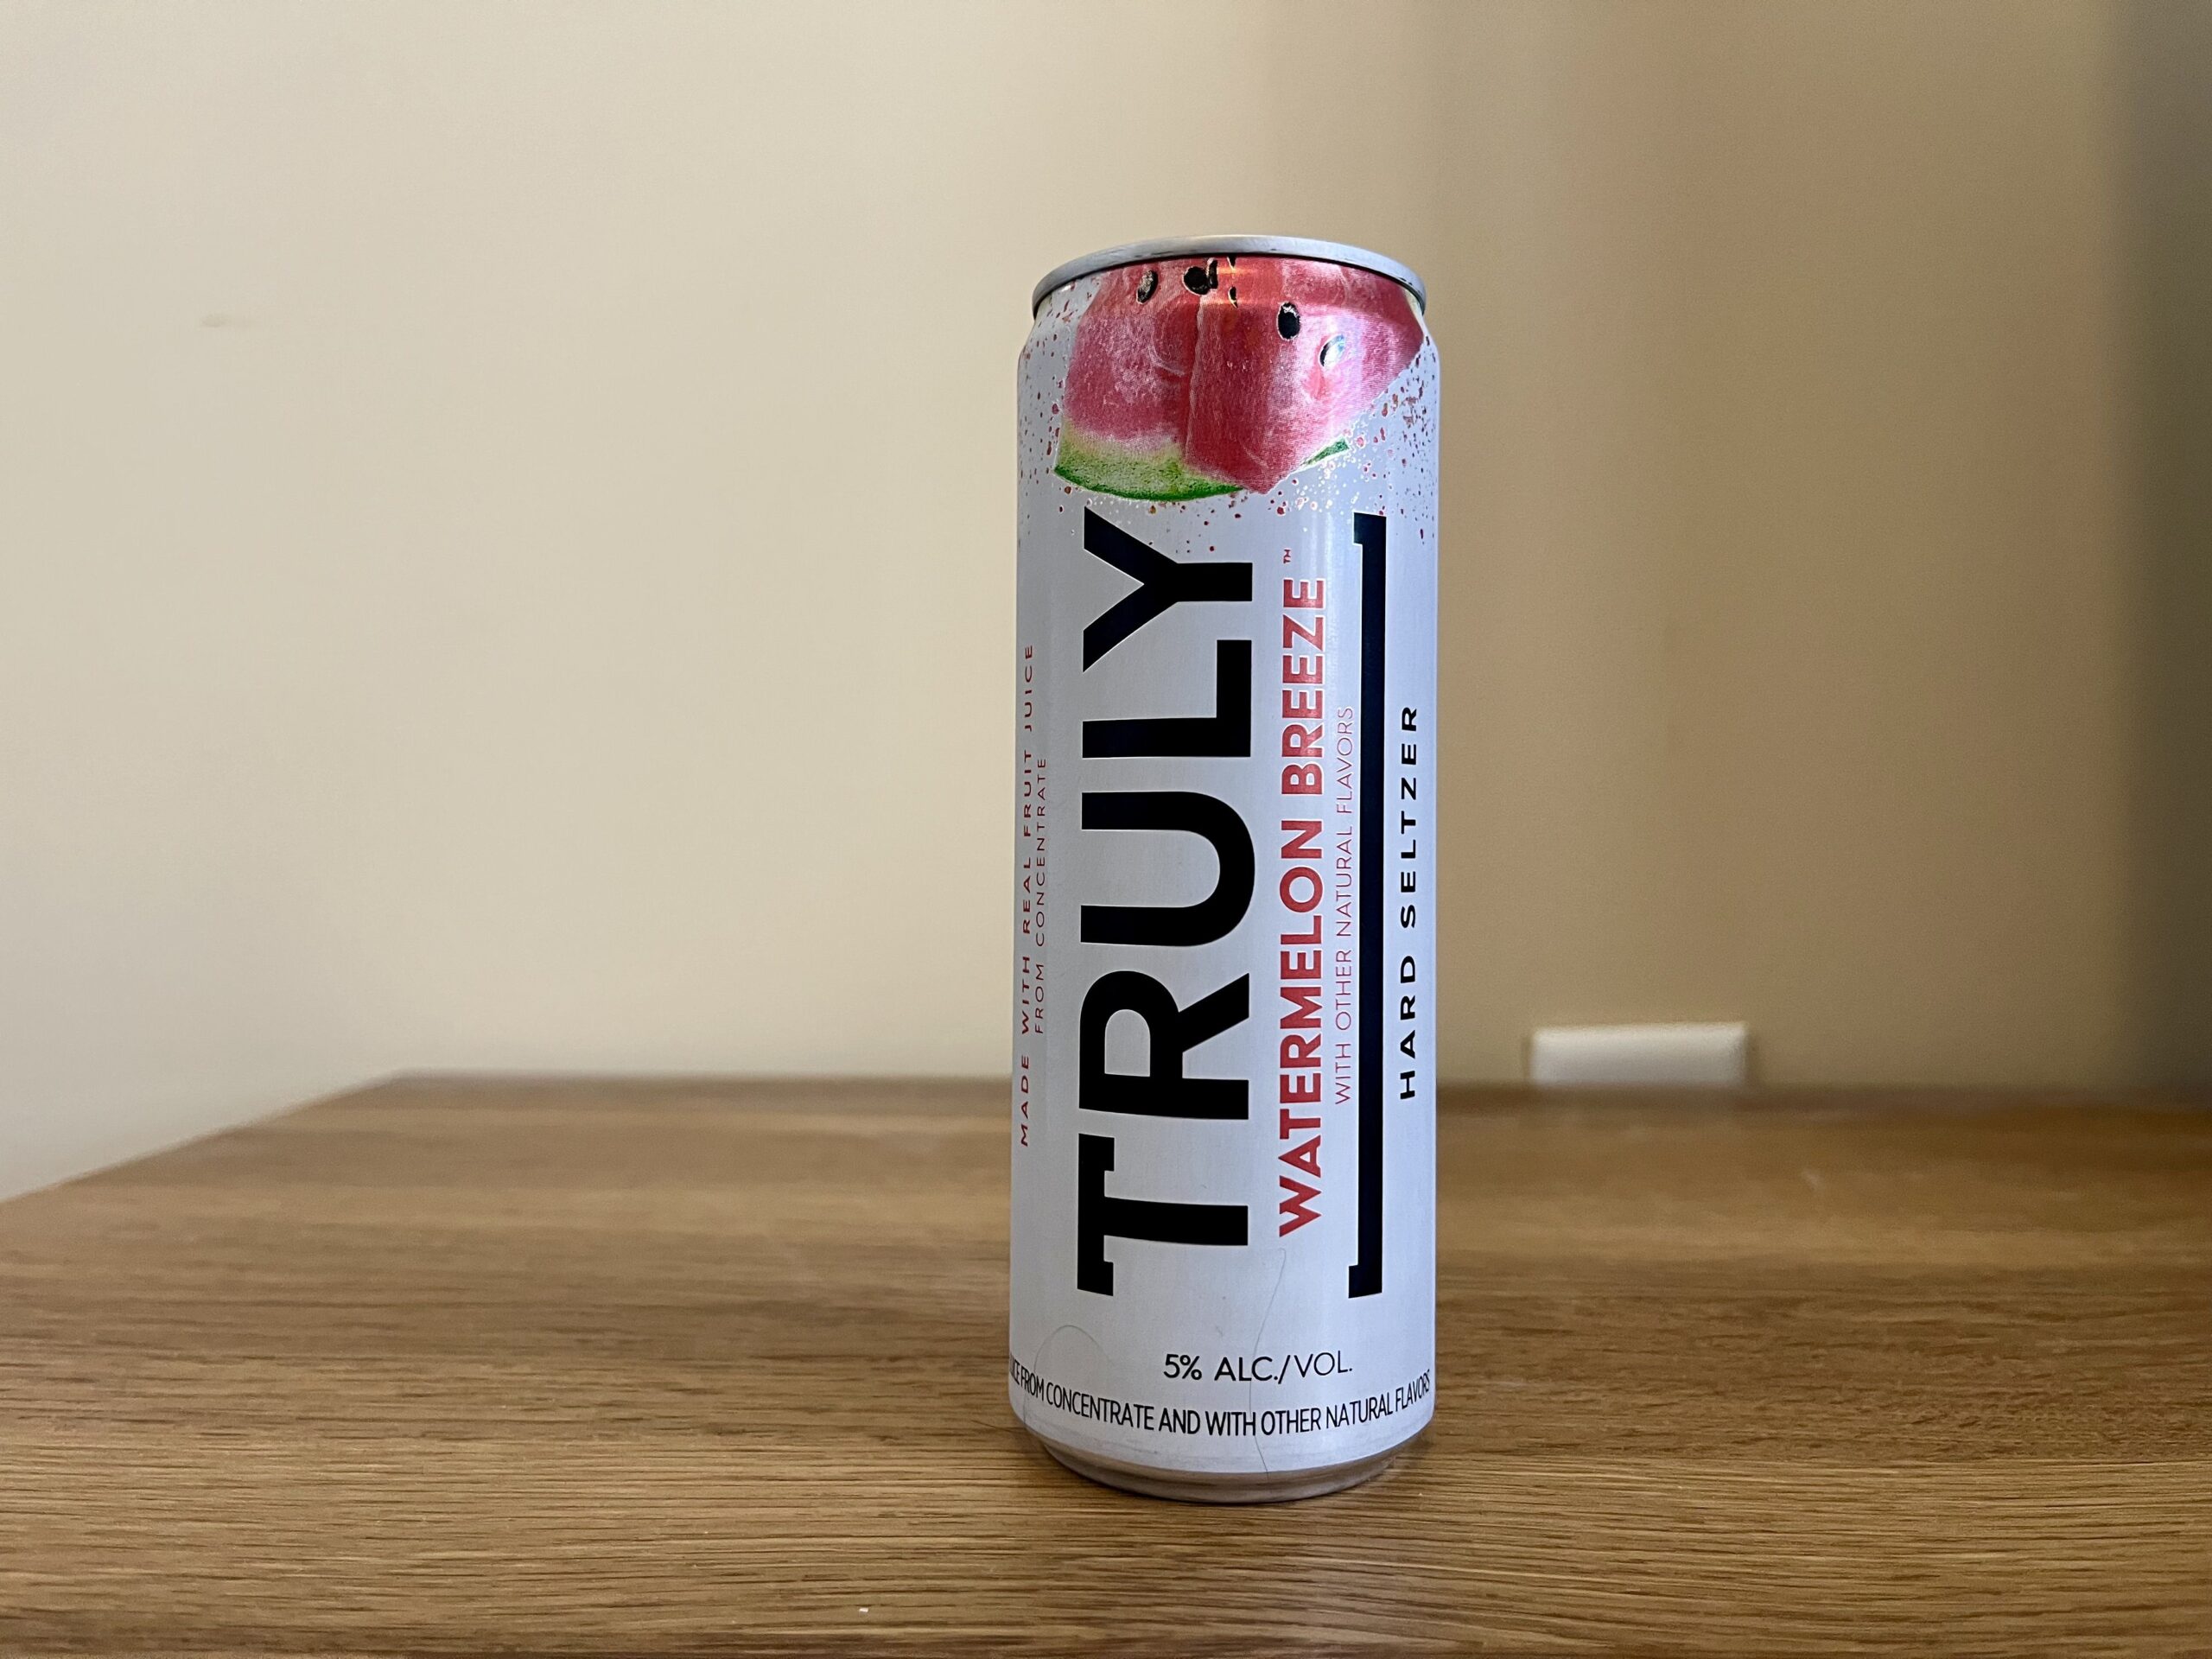 MADE WITH REAL FRUIT JUICE
FROM CONCENTRATE
TRULY
WATERMELON BREEZE™
WITH OTHER NATURAL FLAVORS
HARD SELTZER
5% ALC./VOL.
FROM CONCENTRATE AND WITH OTHER NATURAL FLAVORS